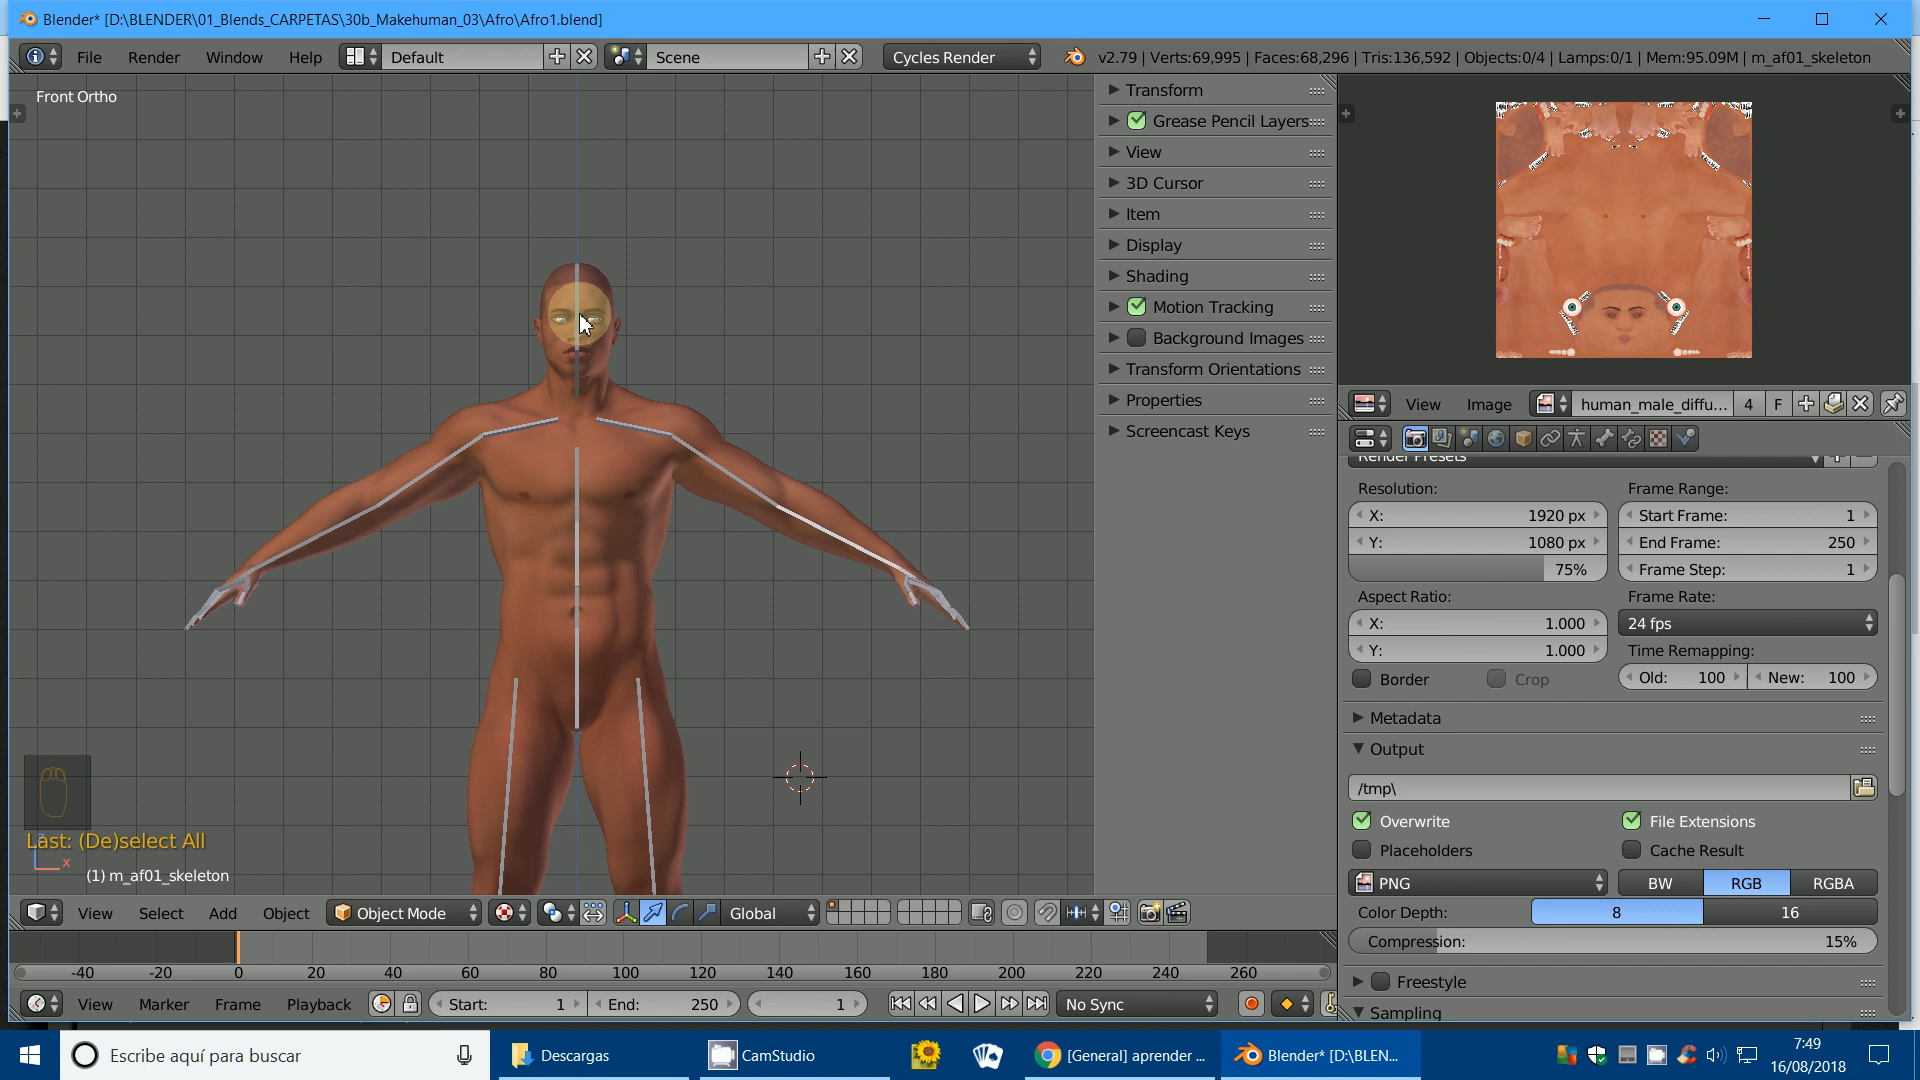 Blender* [D:\BLENDER\01_Blends_CARPETAS\30b_Makehuman_03\Afro\Afro1.blend]
File Render Window Help Default Scene Cycles Render v2.79 | Verts:69,995 | Faces:68,296 | Tris:136,592 | Objects:0/4 | Lamps:0/1 | Mem:95.09M | m_af01_skeleton
Front Ortho
Transform
Grease Pencil Layers
View
3D Cursor
Item
Display
Shading
Motion Tracking
Background Images
Transform Orientations
Properties
Screencast Keys
View Image human_male_diffu... 4 F
Render Presets
Resolution: Frame Range:
X: 1920 px Start Frame: 1
Y: 1080 px End Frame: 250
75% Frame Step: 1
Aspect Ratio: Frame Rate:
X: 1.000 24 fps
Y: 1.000 Time Remapping:
Border Crop Old: 100 New: 100
Metadata
Output
/tmp\
Overwrite File Extensions
Placeholders Cache Result
PNG BW RGB RGBA
Color Depth: 8 16
Compression: 15%
Freestyle
Sampling
Last: (De)select All
x
(1) m_af01_skeleton
View Select Add Object Object Mode Global
-40 -20 0 20 40 60 80 100 120 140 160 180 200 220 240 260
View Marker Frame Playback Start: 1 End: 250 1 No Sync
Escribe aquí para buscar Descargas CamStudio [General] aprender ... Blender* [D:\BLEN...
7:49
16/08/2018